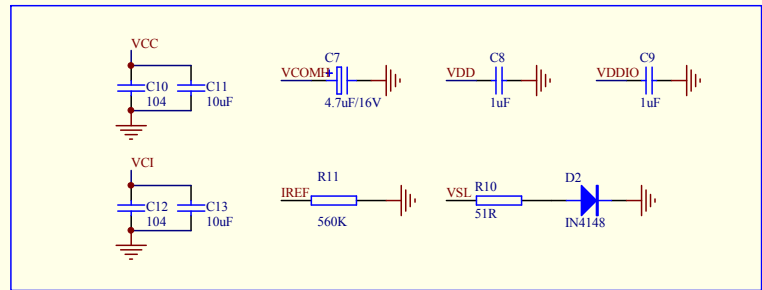 VCC
C10
104
C11
10uF
VCOMH
C7
4.7uF/16V
VDD
C8
1uF
VDDIO
C9
1uF
VCI
C12
104
C13
10uF
IREF
R11
560K
VSL
R10
51R
D2
IN4148